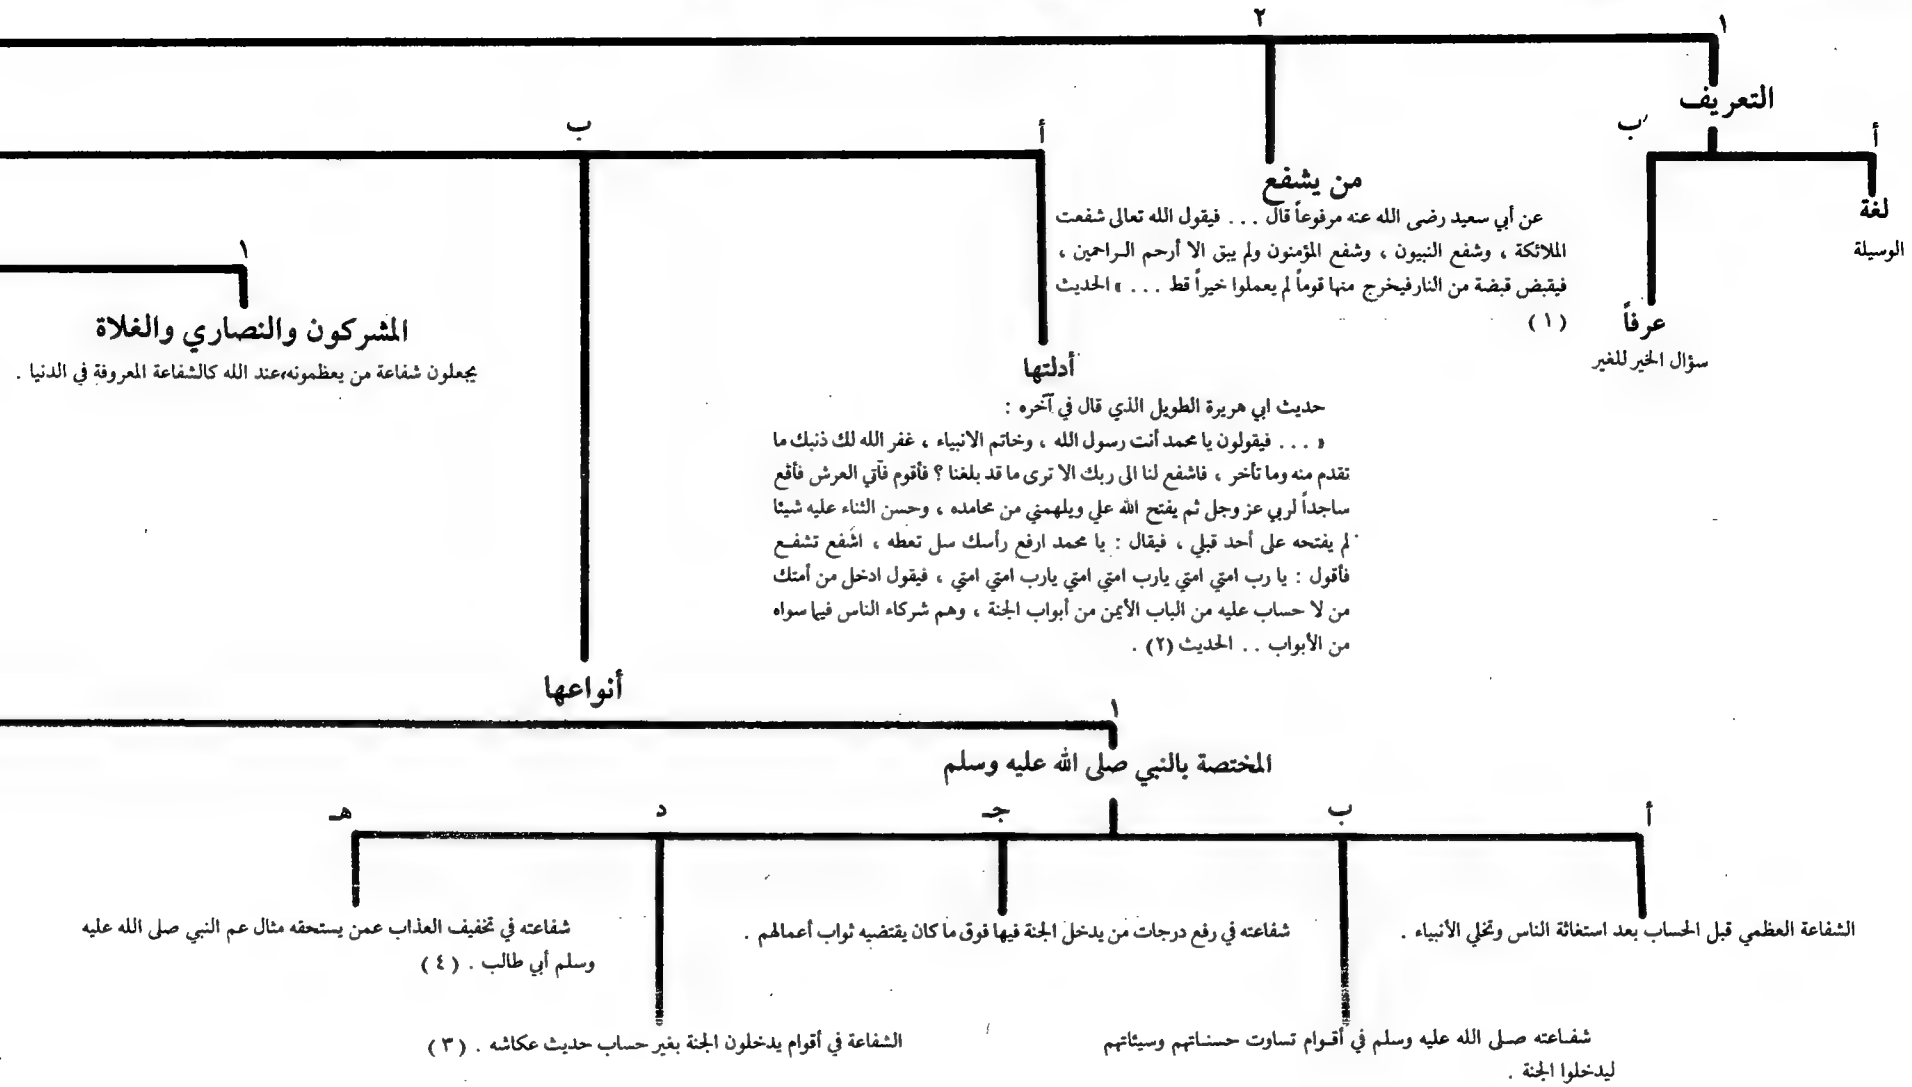 ١
٢
التعريف
أ
ب
لغة
الوسيلة
عرفاً
سؤال الخير للغير
من يشفع
عن أبي سعيد رضى الله عنه مرفوعاً قال . . . فيقول الله تعالى شفعت
الملائكة ، وشفع النبيون ، وشفع المؤمنون ولم يبق الا أرحم الراحمين ،
فيقبض قبضة من النار فيخرج منها قوماً لم يعملوا خيراً قط . . . » الحديث
( ١ )
أ
ب
أدلتها
حديث ابي هريرة الطويل الذي قال في آخره :
« . . . فيقولون يا محمد أنت رسول الله ، وخاتم الانبياء ، غفر الله لك ذنبك ما
تقدم منه وما تأخر ، فاشفع لنا الى ربك الا ترى ما قد بلغنا ؟ فأقوم فآتي العرش فأقع
ساجداً لربي عز وجل ثم يفتح الله علي ويلهمني من محامده ، وحسن الثناء عليه شيئا
لم يفتحه على أحد قبلي ، فيقال : يا محمد ارفع رأسك سل تعطه ، اشفع تشفع
فأقول : يا رب امتي امتي يارب امتي امتي يارب امتي امتي ، فيقول ادخل من أمتك
من لا حساب عليه من الباب الأيمن من أبواب الجنة ، وهم شركاء الناس فيما سواه
من الأبواب . . الحديث (٢) .
١
المشركون والنصاري والغلاة
يجعلون شفاعة من يعظمونه عند الله كالشفاعة المعروفة في الدنيا .
أنواعها
١
المختصة بالنبي صلى الله عليه وسلم
أ
ب
جـ
د
هـ
الشفاعة العظمي قبل الحساب بعد استغاثة الناس وتخلي الأنبياء .
شفاعته صلى الله عليه وسلم في أقوام تساوت حسناتهم وسيئاتهم
ليدخلوا الجنة .
شفاعته في رفع درجات من يدخل الجنة فيها فوق ما كان يقتضيه ثواب أعمالهم .
الشفاعة في أقوام يدخلون الجنة بغير حساب حديث عكاشه . ( ٣ )
شفاعته في تخفيف العذاب عمن يستحقه مثال عم النبي صلى الله عليه
وسلم أبي طالب . ( ٤ )